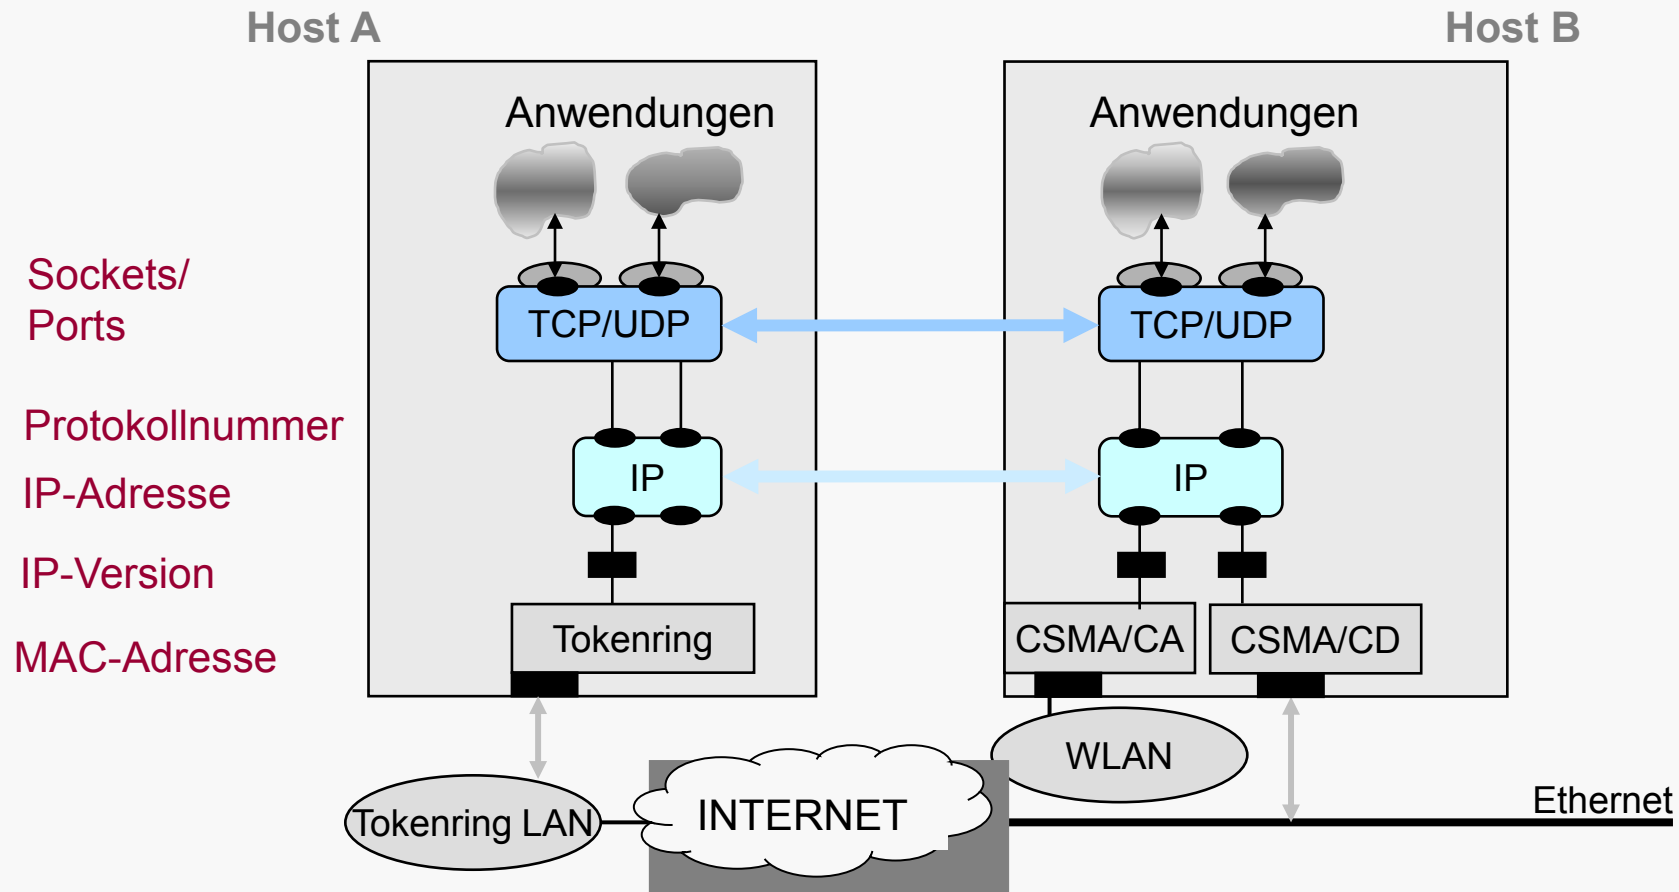 Host A
Host B
Anwendungen
Anwendungen
Sockets/
Ports
TCP/UDP
TCP/UDP
Protokollnummer
IP-Adresse
IP
IP
IP-Version
MAC-Adresse
Tokenring
CSMA/CA
CSMA/CD
WLAN
Tokenring LAN
INTERNET
Ethernet